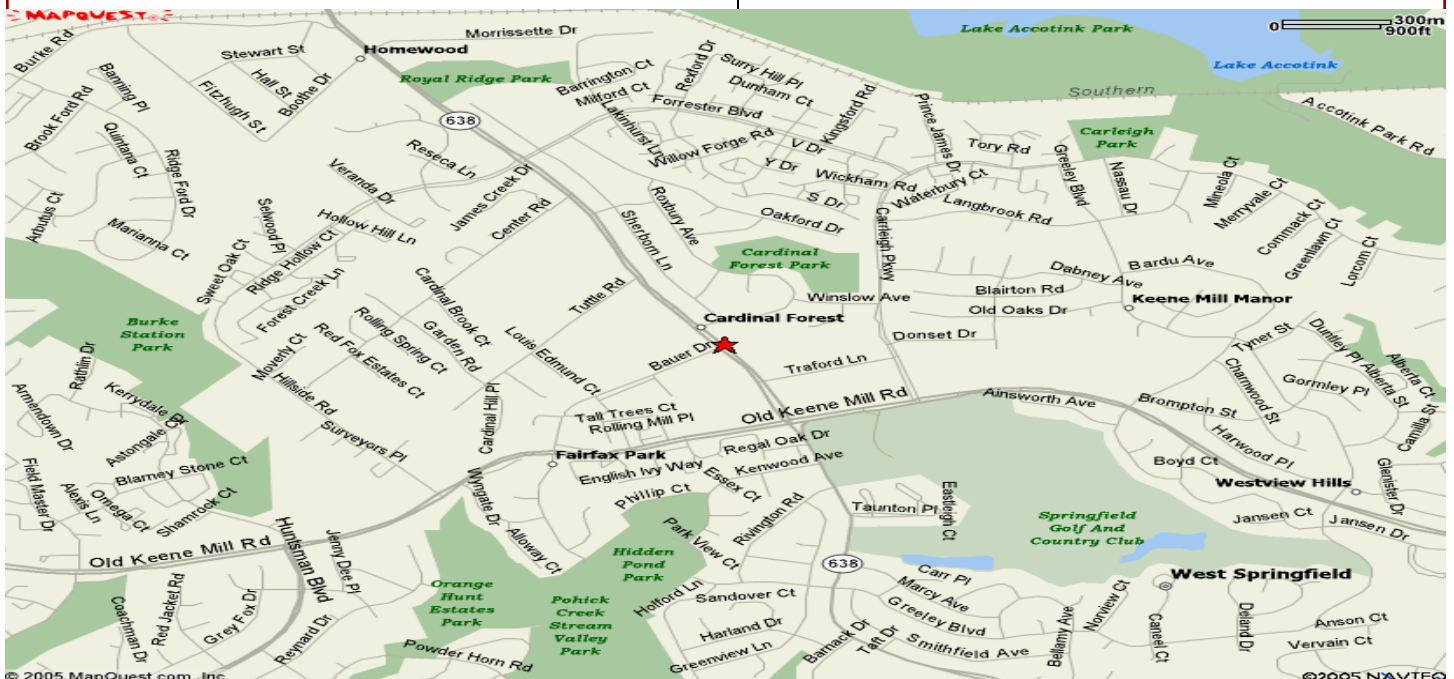 MAPQUEST
300m
0
900ft
Burke Rd
Stewart St
Homewood
Morrissette Dr
Lake Accotink Park
Lake Accotink
Banning Pl
Hall St
Boothe Dr
Fitzhugh St
Royal Ridge Park
Barrington Ct
Milford Ct
Rexford Dr
Surry Hill Pl
Dunham Ct
Southern
Accotink Park Rd
Brook Ford Rd
638
Lakinhurst Ln
Forrester Blvd
Kingsford Rd
Prince James Dr
Carleigh
Park
Quintana Ct
Ridge Ford Dr
Reseca Ln
Willow Forge Rd
V Dr
Y Dr
Tory Rd
Greeley Blvd
Nassau Dr
Veranda Dr
James Creek Dr
Wickham Rd
Waterbury Ct
Mineola Ct
Merryvale Ct
Arbutus Ct
Selwood Pl
Hollow Hill Ln
Center Rd
Roxbury Ave
Sherborn Ln
S Dr
Oakford Dr
Carrleigh Pkwy
Langbrook Rd
Commack Ct
Greenlawn Ct
Lorcom Ct
Marianna Ct
Sweet Oak Ct
Ridge Hollow Ct
Cardinal
Forest Park
Dabney Ave
Bardu Ave
Forest Creek Ln
Cardinal Brook Ct
Tuttle Rd
Winslow Ave
Blairton Rd
Old Oaks Dr
Keene Mill Manor
Burke
Station
Park
Rolling Spring Ct
Garden Rd
Cardinal Forest
Donset Dr
Tyner St
Duntley Pl
Alberta St
Alberta Ct
Moverly Ct
Red Fox Estates Ct
Louis Edmund Ct
Bauer Dr
Traford Ln
Rathlin Dr
Hillside Rd
Charnwood St
Gormley Pl
Armendown Dr
Kerrydale Dr
Cardinal Hill Pl
Tall Trees Ct
Rolling Mill Pl
Old Keene Mill Rd
Ainsworth Ave
Brompton St
Camilla St
Astongale Ct
Surveyors Pl
Regal Oak Dr
Harwood Pl
Field Master Dr
Blarney Stone Ct
Fairfax Park
English Ivy Way
Kenwood Ave
Boyd Ct
Alexis Ln
Omega Ct
Shamrock Ct
Wyngate Dr
Phillip Ct
Essex Ct
Westview Hills
Glenister Dr
Rivington Rd
Taunton Pl
Eastleigh Ct
Springfield
Golf And
Country Club
Jansen Ct
Jansen Dr
Old Keene Mill Rd
Huntsman Blvd
Jenny Dee Pl
Alloway Ct
Park View Ct
Hidden
Pond
Park
638
Carr Pl
West Springfield
Coachman Dr
Red Jacket Rd
Grey Fox Dr
Orange
Hunt
Estates
Park
Pohick
Creek
Stream
Valley
Park
Holford Ln
Sandover Ct
Marcy Ave
Greeley Blvd
Norview Ct
Bellamy Ave
Caneel Ct
Deland Dr
Anson Ct
Vervain Ct
Reynard Dr
Powder Horn Rd
Harland Dr
Greenview Ln
Barnack Dr
Taft Dr
Smithfield Ave
© 2005 MapQuest.com, Inc.
©2005 NAVTEQ